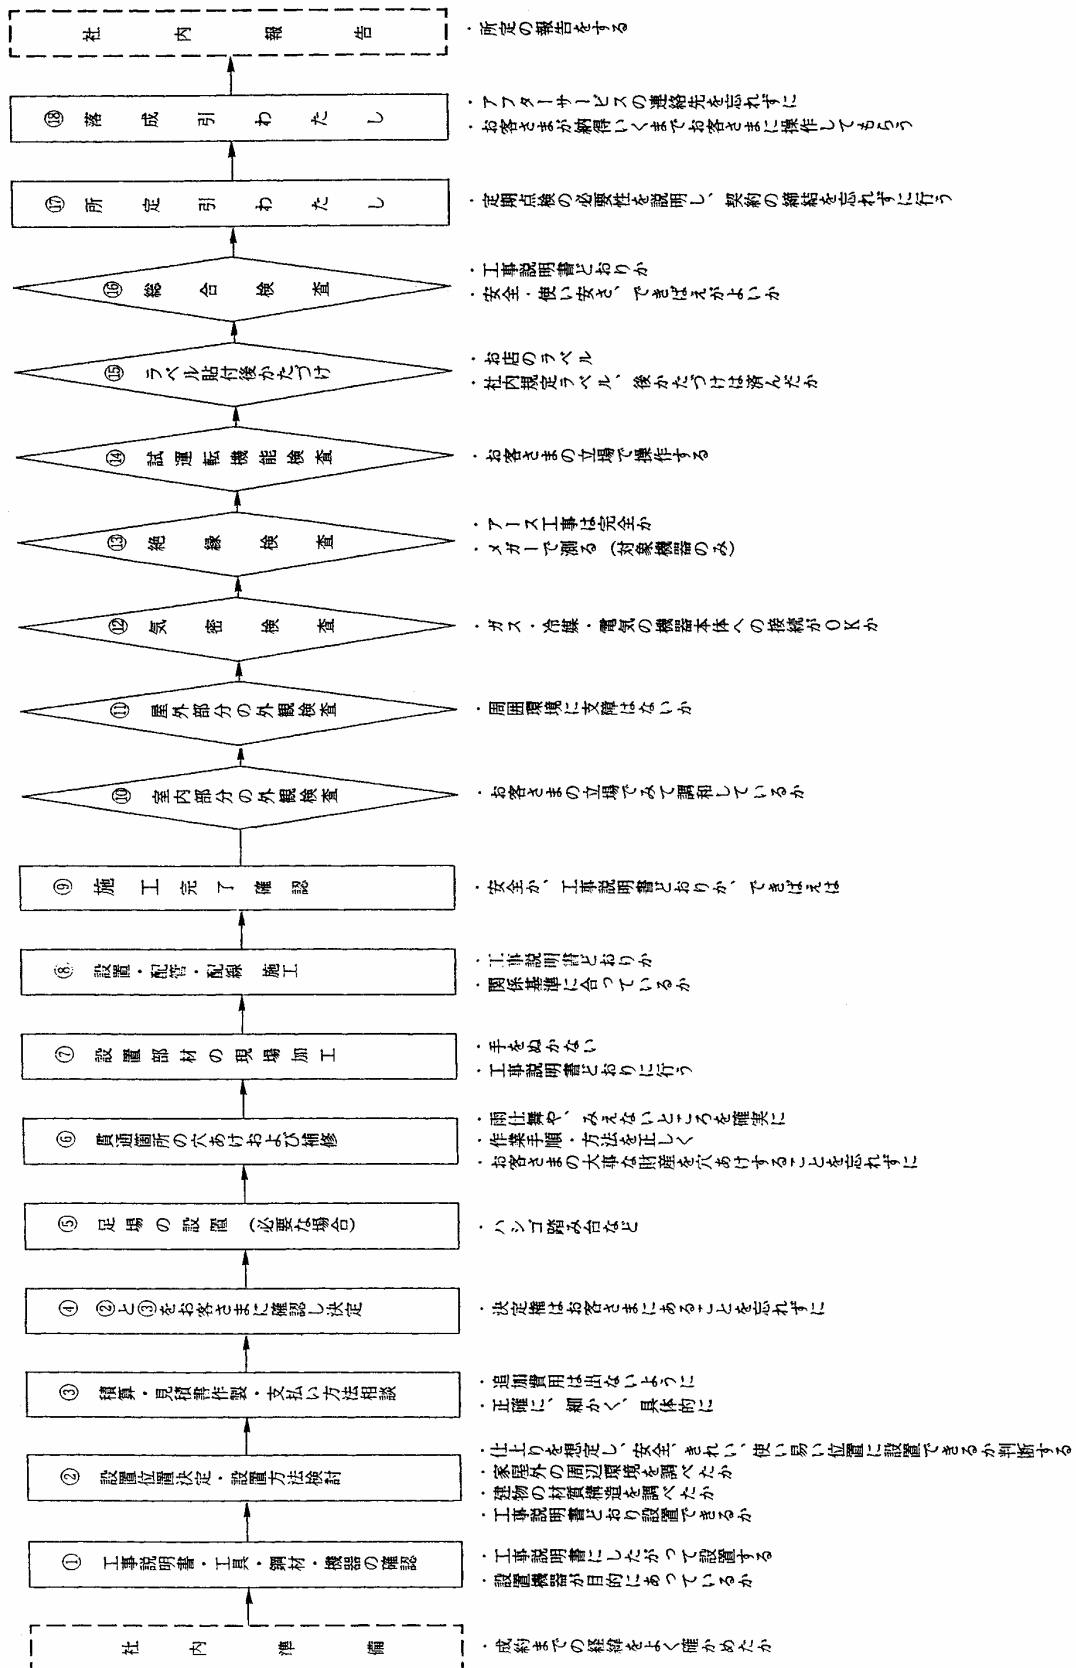 社内準備
・成約までの経緯をよく確かめたか
① 工事説明書・工具・鋼材・機器の確認
・工事説明書にしたがって設置する
・設置機器が目的にあっているか
② 設置位置決定・設置方法検討
・仕上りを想定し、安全、きれい、使い易い位置に設置できるか判断する
・家屋外の周辺環境を調べたか
・建物の材質構造を調べたか
・工事説明書どおり設置できるか
③ 積算・見積書作製・支払い方法相談
・追加費用は出ないように
・正確に、細かく、具体的に
④ ②と③をお客さまに確認し決定
・決定権はお客さまにあることを忘れずに
⑤ 足場の設置(必要な場合)
・ハシゴ踏み台など
⑥ 貫通箇所の穴あけおよび補修
・雨仕舞や、みえないところを確実に
・作業手順・方法を正しく
・お客さまの大事な財産を穴あけすることを忘れずに
⑦ 設置部材の現場加工
・手をぬかない
・工事説明書どおりに行う
⑧ 設置・配管・配線 施工
・工事説明書どおりか
・関係基準に合っているか
⑨ 施工完了確認
・安全か、工事説明書どおりか、できばえは
⑩ 室内部分の外観検査
・お客さまの立場でみて調和しているか
⑪ 屋外部分の外観検査
・周囲環境に支障はないか
⑫ 気密検査
・ガス・冷媒・電気の機器本体への接続がOKか
⑬ 絶縁検査
・アース工事は完全か
・メガーで測る(対象機器のみ)
⑭ 試運転機能検査
・お客さまの立場で操作する
⑮ ラベル貼付後かたづけ
・お店のラベル
・社内規定ラベル、後かたづけは済んだか
⑯ 総合検査
・工事説明書どおりか
・安全・使い安さ、できばえがよいか
⑰ 所定引わたし
・定期点検の必要性を説明し、契約の締結を忘れずに行う
⑱ 落成引わたし
・アフターサービスの連絡先を忘れずに
・お客さまが納得いくまでお客さまに操作してもらう
社内報告
・所定の報告をする